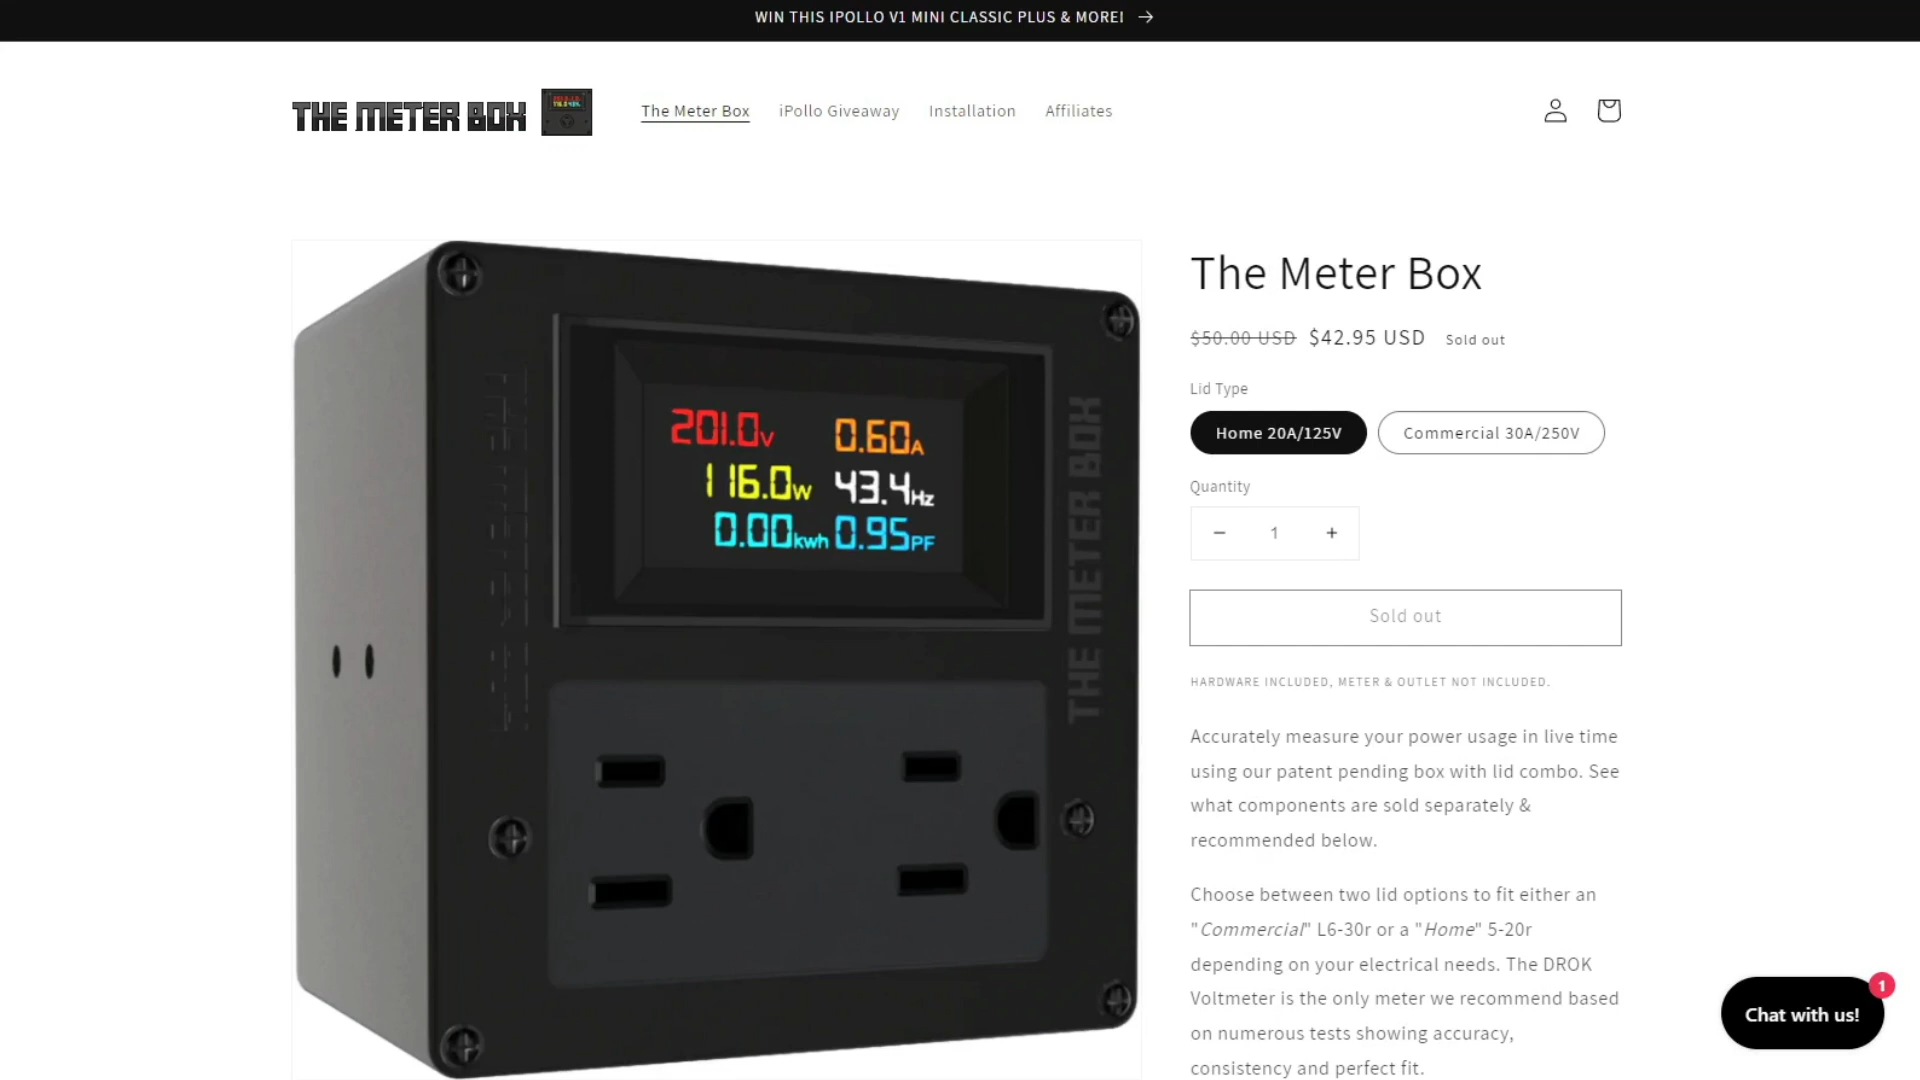 WIN THIS IPOLLO V1 MINI CLASSIC PLUS & MORE!
THE METER BOX
The Meter Box
iPollo Giveaway
Installation
Affiliates
201.0V 0.60A
116.0W 43.4Hz
0.00kwh 0.95PF
THE METER BOX
The Meter Box
$50.00 USD $42.95 USD Sold out
Lid Type
Home 20A/125V
Commercial 30A/250V
Quantity
− 1 +
Sold out
HARDWARE INCLUDED, METER & OUTLET NOT INCLUDED.
Accurately measure your power usage in live time
using our patent pending box with lid combo. See
what components are sold separately &
recommended below.
Choose between two lid options to fit either an
"Commercial" L6-30r or a "Home" 5-20r
depending on your electrical needs. The DROK
Voltmeter is the only meter we recommend based
on numerous tests showing accuracy,
consistency and perfect fit.
Chat with us!
1